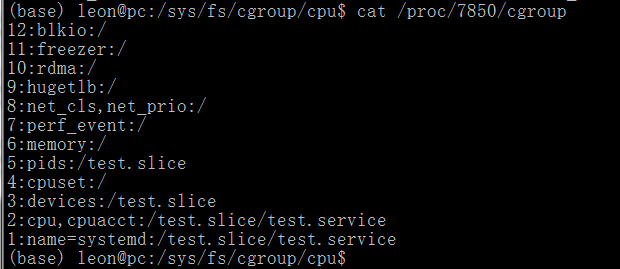 (base) leon@pc:/sys/fs/cgroup/cpu$ cat /proc/7850/cgroup
12:blkio:/
11:freezer:/
10:rdma:/
9:hugetlb:/
8:net_cls,net_prio:/
7:perf_event:/
6:memory:/
5:pids:/test.slice
4:cpuset:/
3:devices:/test.slice
2:cpu,cpuacct:/test.slice/test.service
1:name=systemd:/test.slice/test.service
(base) leon@pc:/sys/fs/cgroup/cpu$